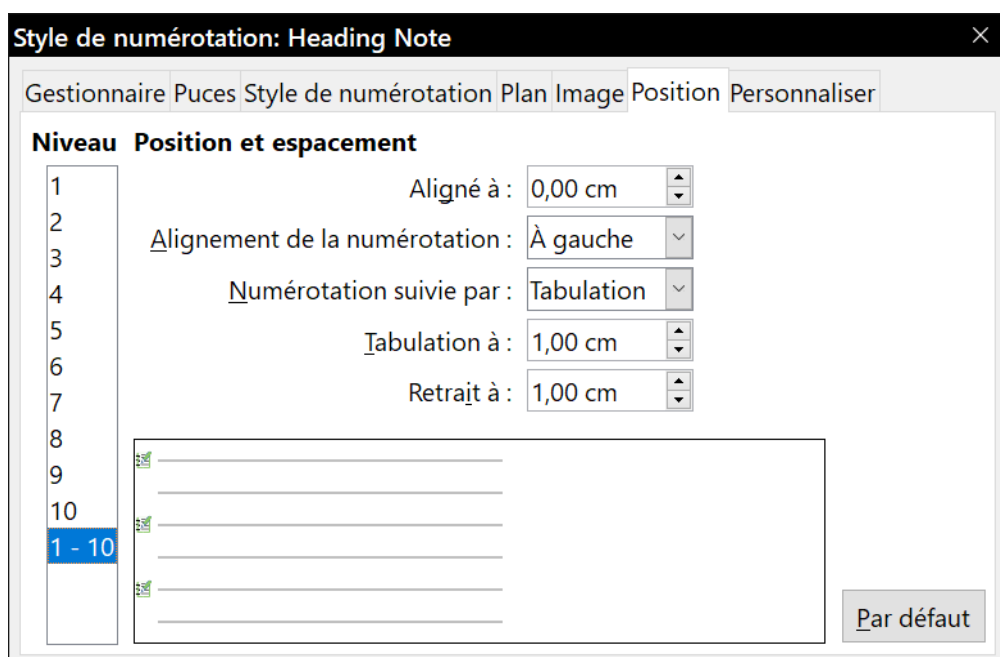 Style de numérotation: Heading Note
Gestionnaire Puces Style de numérotation Plan Image Position Personnaliser
Niveau Position et espacement
1
2
3
4
5
6
7
8
9
10
1 - 10
Aligné à : 0,00 cm
Alignement de la numérotation : À gauche
Numérotation suivie par : Tabulation
Tabulation à : 1,00 cm
Retrait à : 1,00 cm
Par défaut